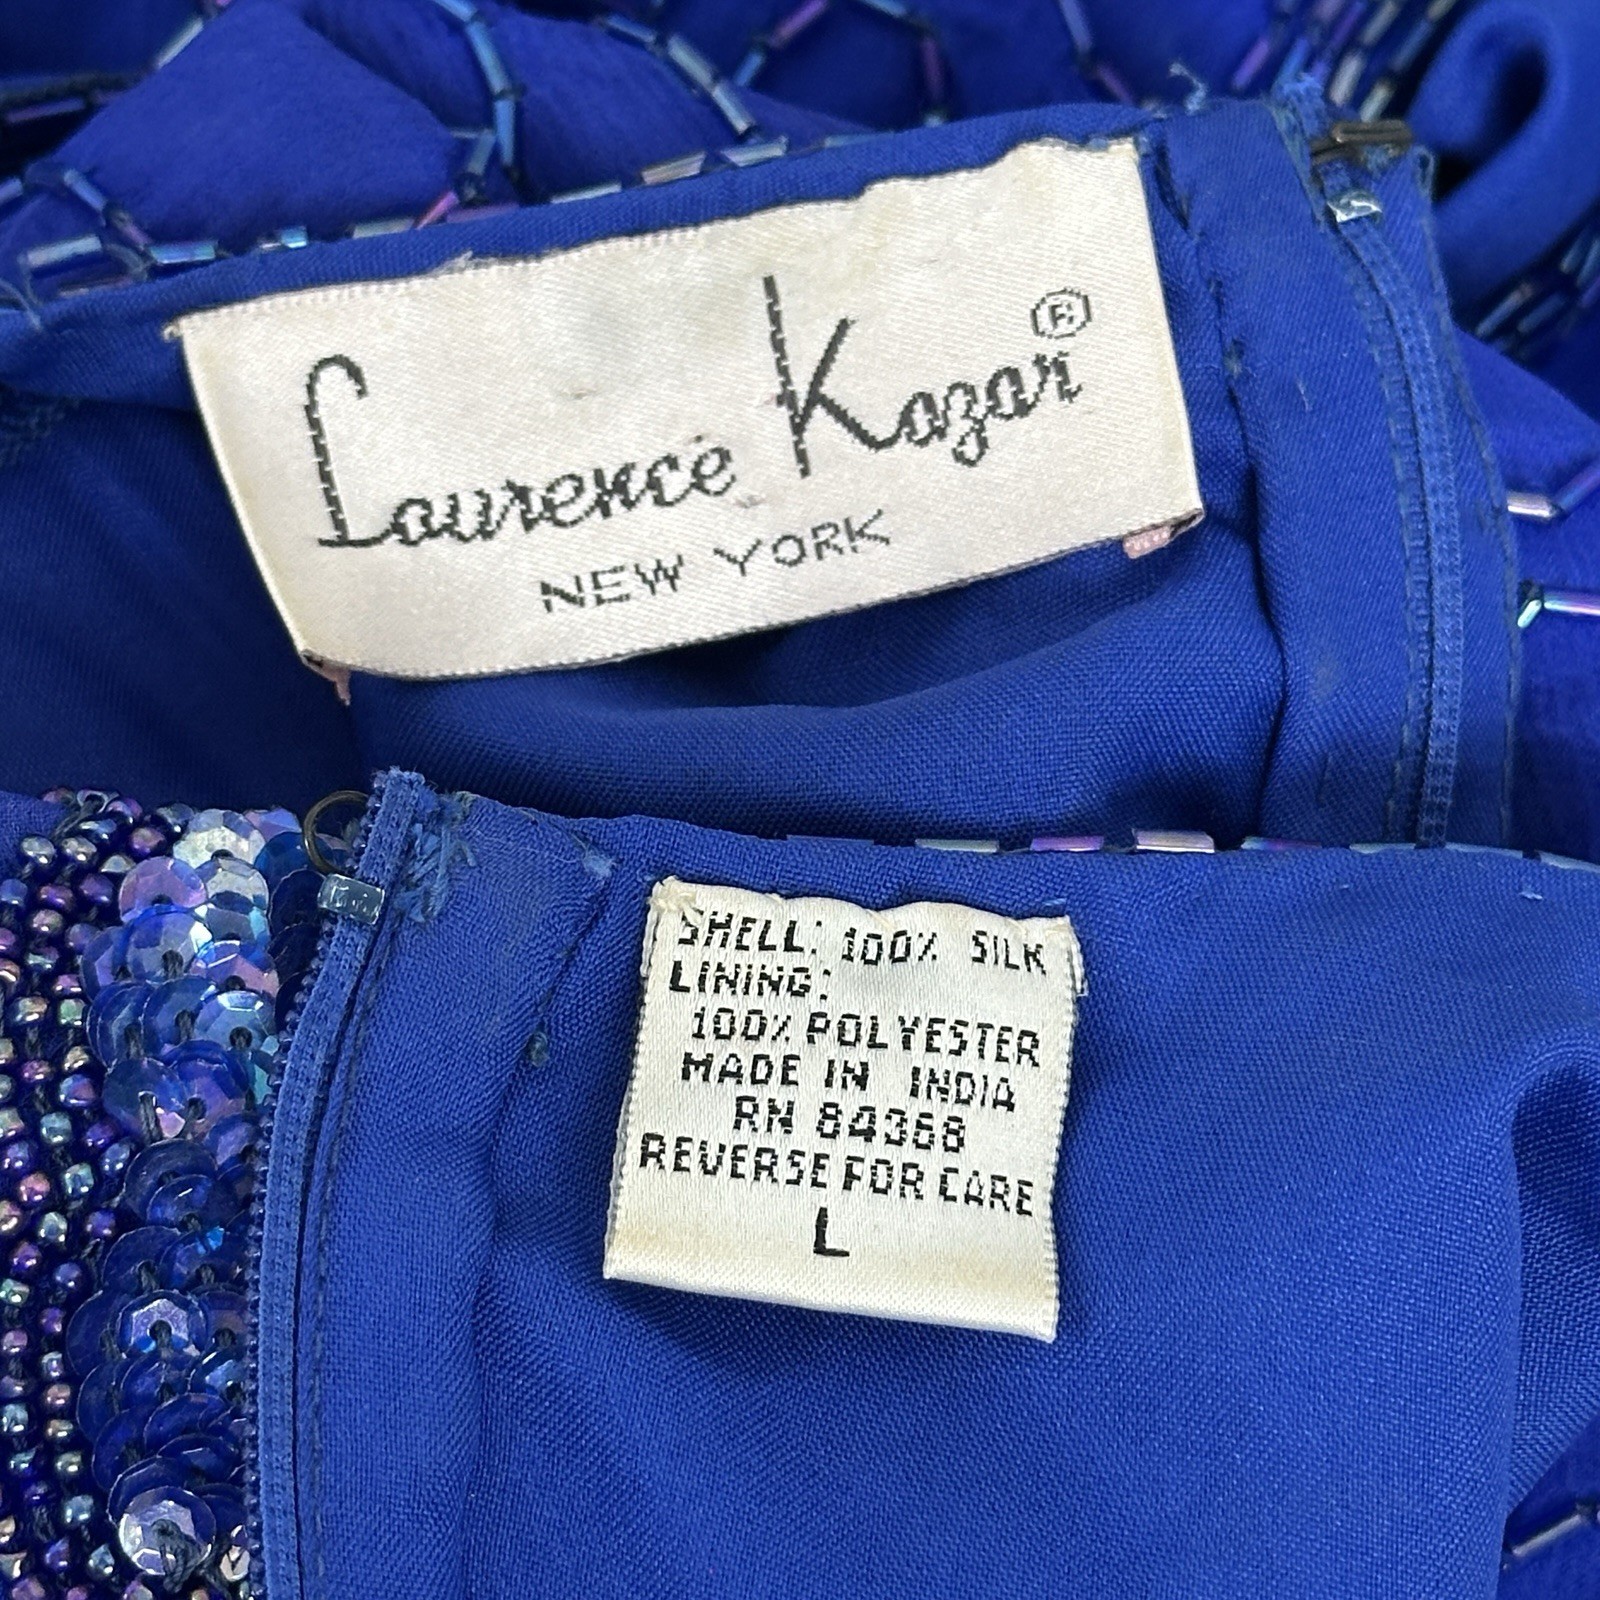 Laurence Kazar ®
NEW YORK
SHELL: 100% SILK
LINING:
100% POLYESTER
MADE IN INDIA
RN 84368
REVERSE FOR CARE
L